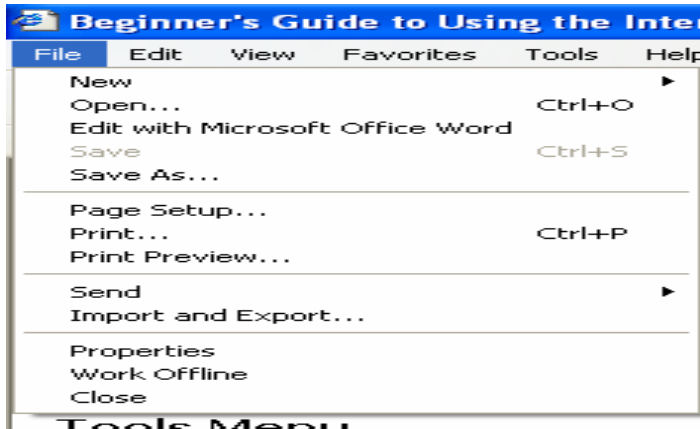 Beginner's Guide to Using the Inter
File Edit View Favorites Tools Help
New
Open... Ctrl+O
Edit with Microsoft Office Word
Save Ctrl+S
Save As...
Page Setup...
Print... Ctrl+P
Print Preview...
Send
Import and Export...
Properties
Work Offline
Close
Tools Menu